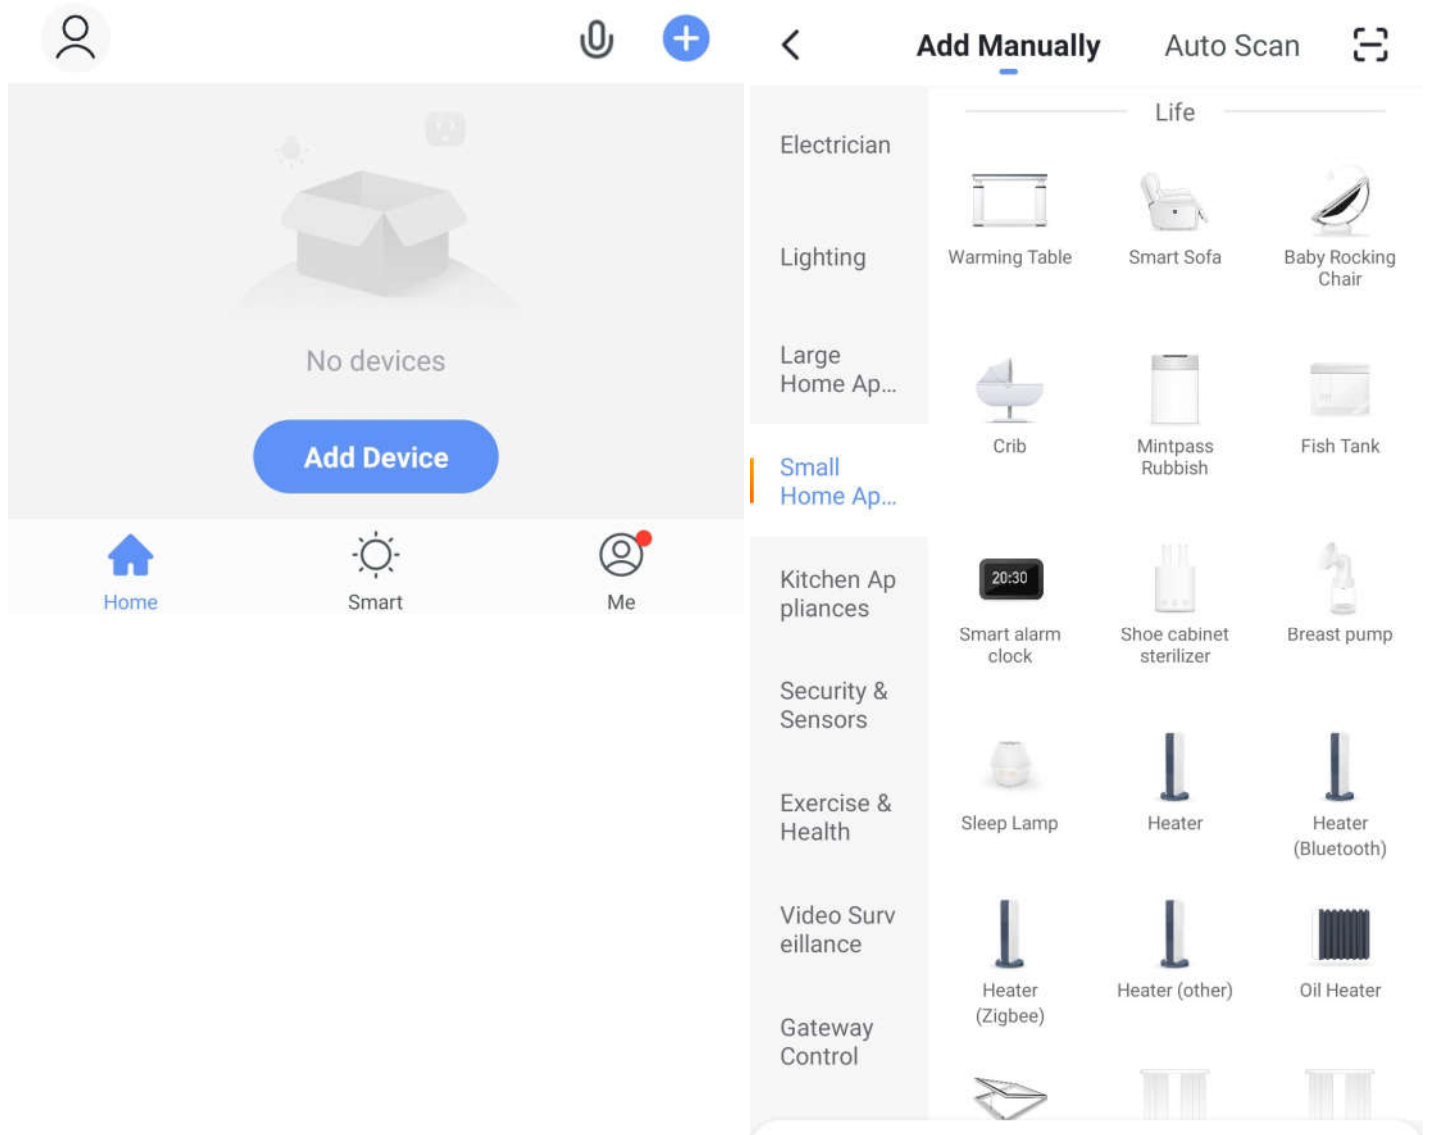 No devices
Add Device
Home
Smart
Me
Add Manually
Auto Scan
Electrician
Lighting
Large
Home Ap...
Small
Home Ap...
Kitchen Ap
pliances
Security &
Sensors
Exercise &
Health
Video Surv
eillance
Gateway
Control
Life
Warming Table
Smart Sofa
Baby Rocking
Chair
Crib
Mintpass
Rubbish
Fish Tank
20:30
Smart alarm
clock
Shoe cabinet
sterilizer
Breast pump
Sleep Lamp
Heater
Heater
(Bluetooth)
Heater
(Zigbee)
Heater (other)
Oil Heater